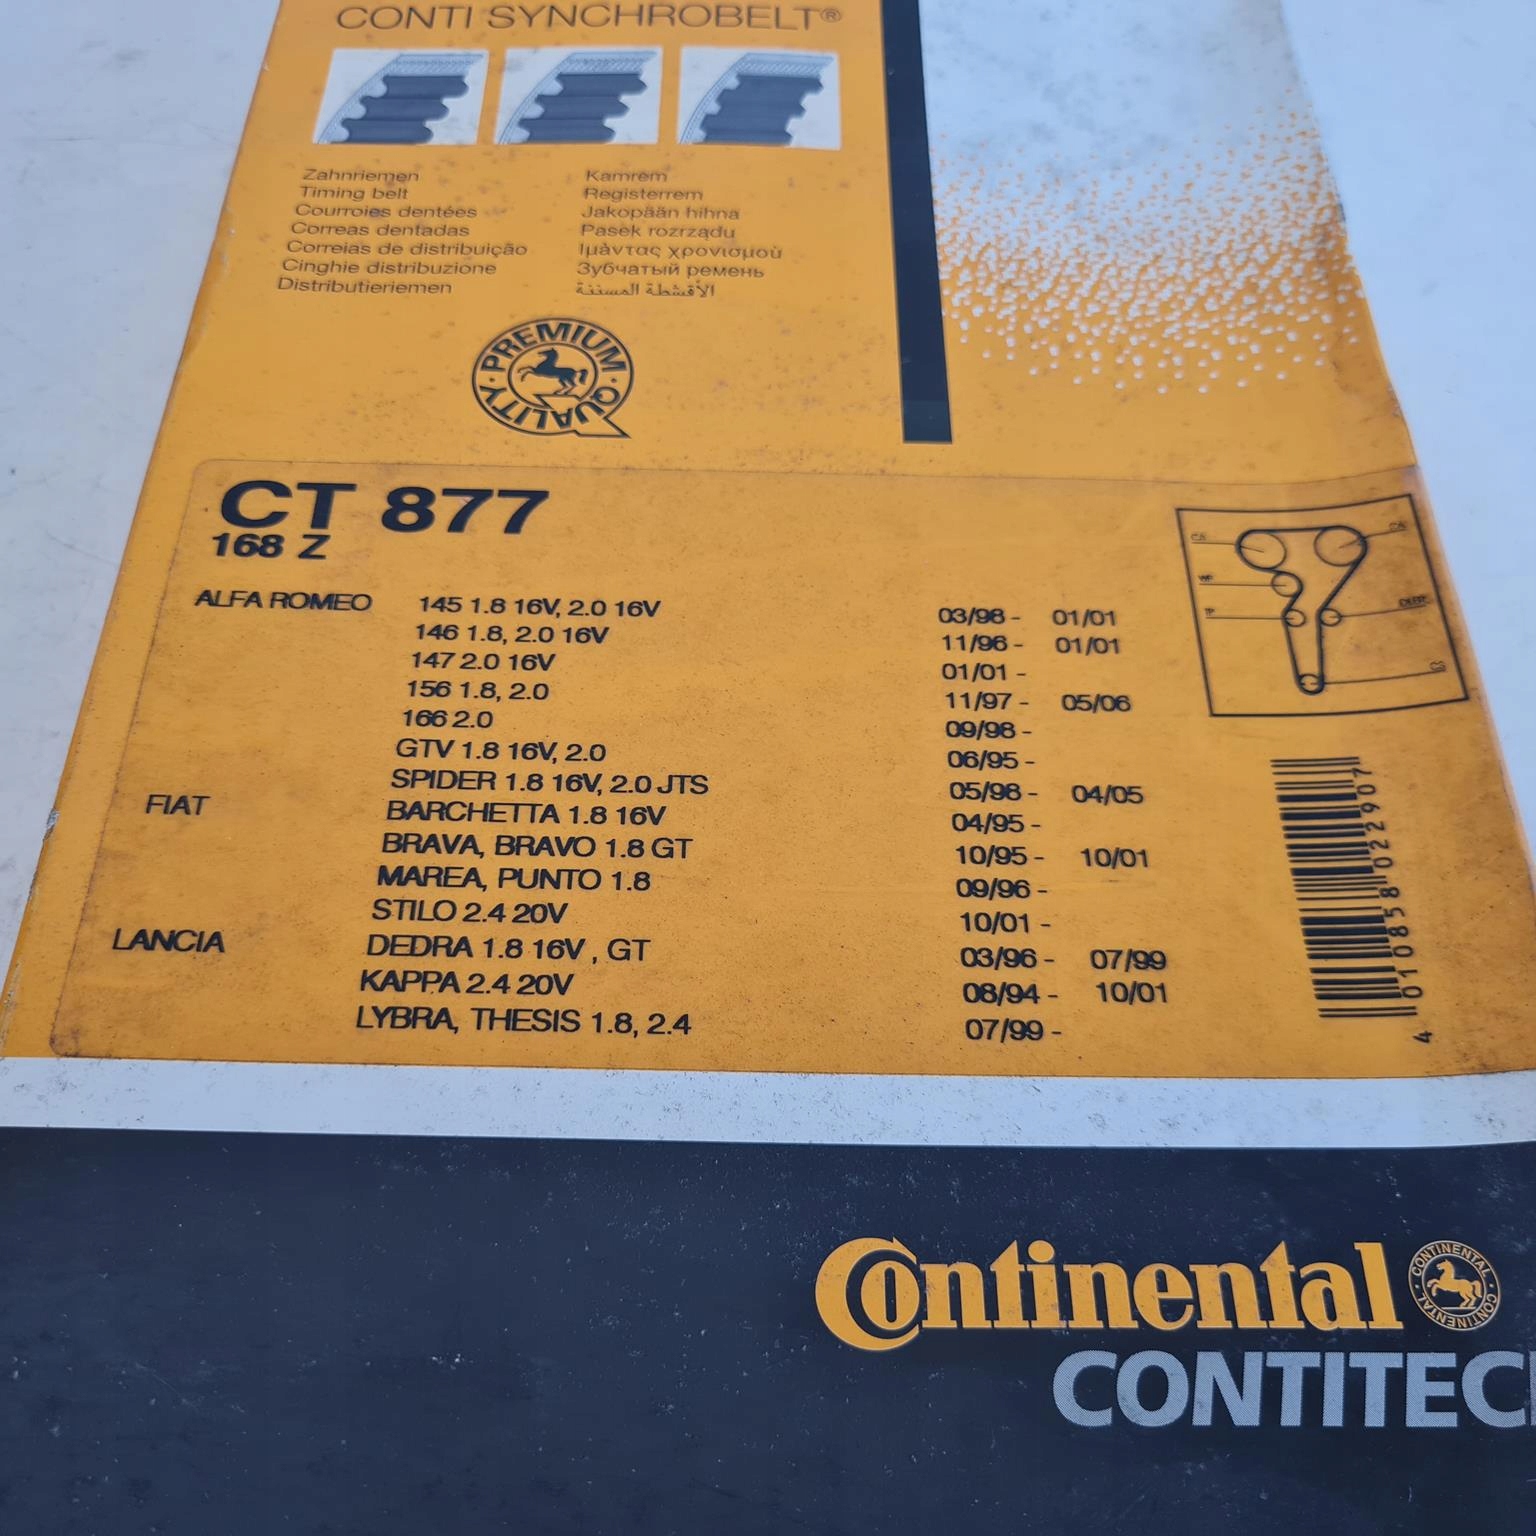 CONTI SYNCHROBELT®
Zahnriemen
Timing belt
Courroies dentées
Correas dentadas
Correias de distribuição
Cinghie distribuzione
Distributieriemen
Kamrem
Registerrem
Jakopään hihna
Pasek rozrządu
Ιμάντας χρονισμού
Зубчатый ремень
الأقشطة المسننة
PREMIUM · QUALITY ·
CT 877
168 Z
CS
CA
WP
TP
CS
ALFA ROMEO 145 1.8 16V, 2.0 16V 03/98 - 01/01
146 1.8, 2.0 16V 11/96 - 01/01
147 2.0 16V 01/01 -
156 1.8, 2.0 11/97 - 05/06
166 2.0 09/98 -
GTV 1.8 16V, 2.0 06/95 -
SPIDER 1.8 16V, 2.0 JTS 05/98 - 04/05
FIAT BARCHETTA 1.8 16V 04/95 -
BRAVA, BRAVO 1.8 GT 10/95 - 10/01
MAREA, PUNTO 1.8 09/96 -
STILO 2.4 20V 10/01 -
LANCIA DEDRA 1.8 16V , GT 03/96 - 07/99
KAPPA 2.4 20V 08/94 - 10/01
LYBRA, THESIS 1.8, 2.4 07/99 -
4 010858 022907
Continental
CONTINENTAL · CONTINENTAL ·
CONTITECH